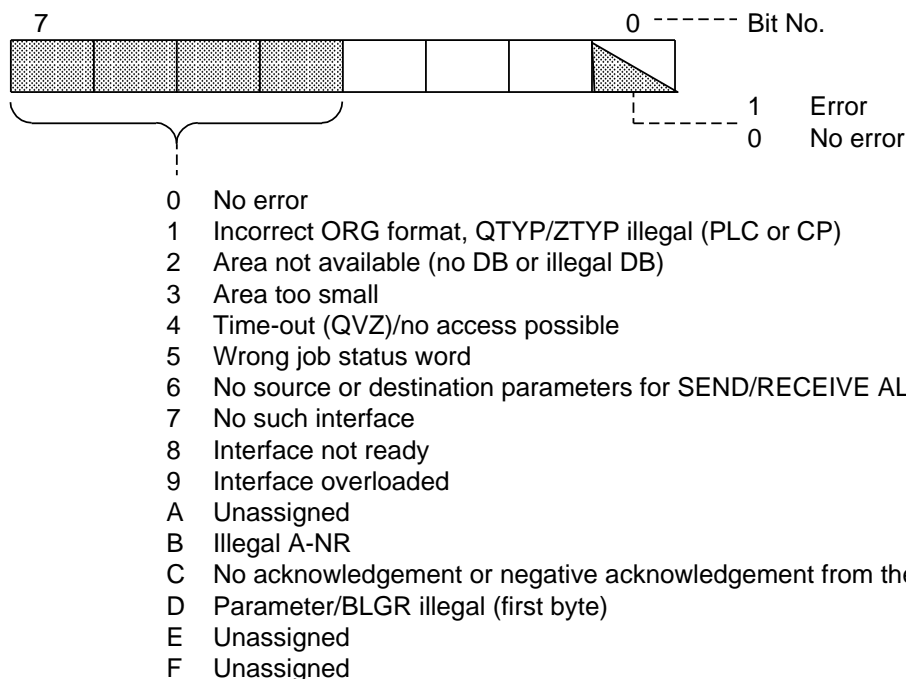 7 0 Bit No.
1 Error
0 No error
0 No error
1 Incorrect ORG format, QTYP/ZTYP illegal (PLC or CP)
2 Area not available (no DB or illegal DB)
3 Area too small
4 Time-out (QVZ)/no access possible
5 Wrong job status word
6 No source or destination parameters for SEND/RECEIVE AL
7 No such interface
8 Interface not ready
9 Interface overloaded
A Unassigned
B Illegal A-NR
C No acknowledgement or negative acknowledgement from the
D Parameter/BLGR illegal (first byte)
E Unassigned
F Unassigned